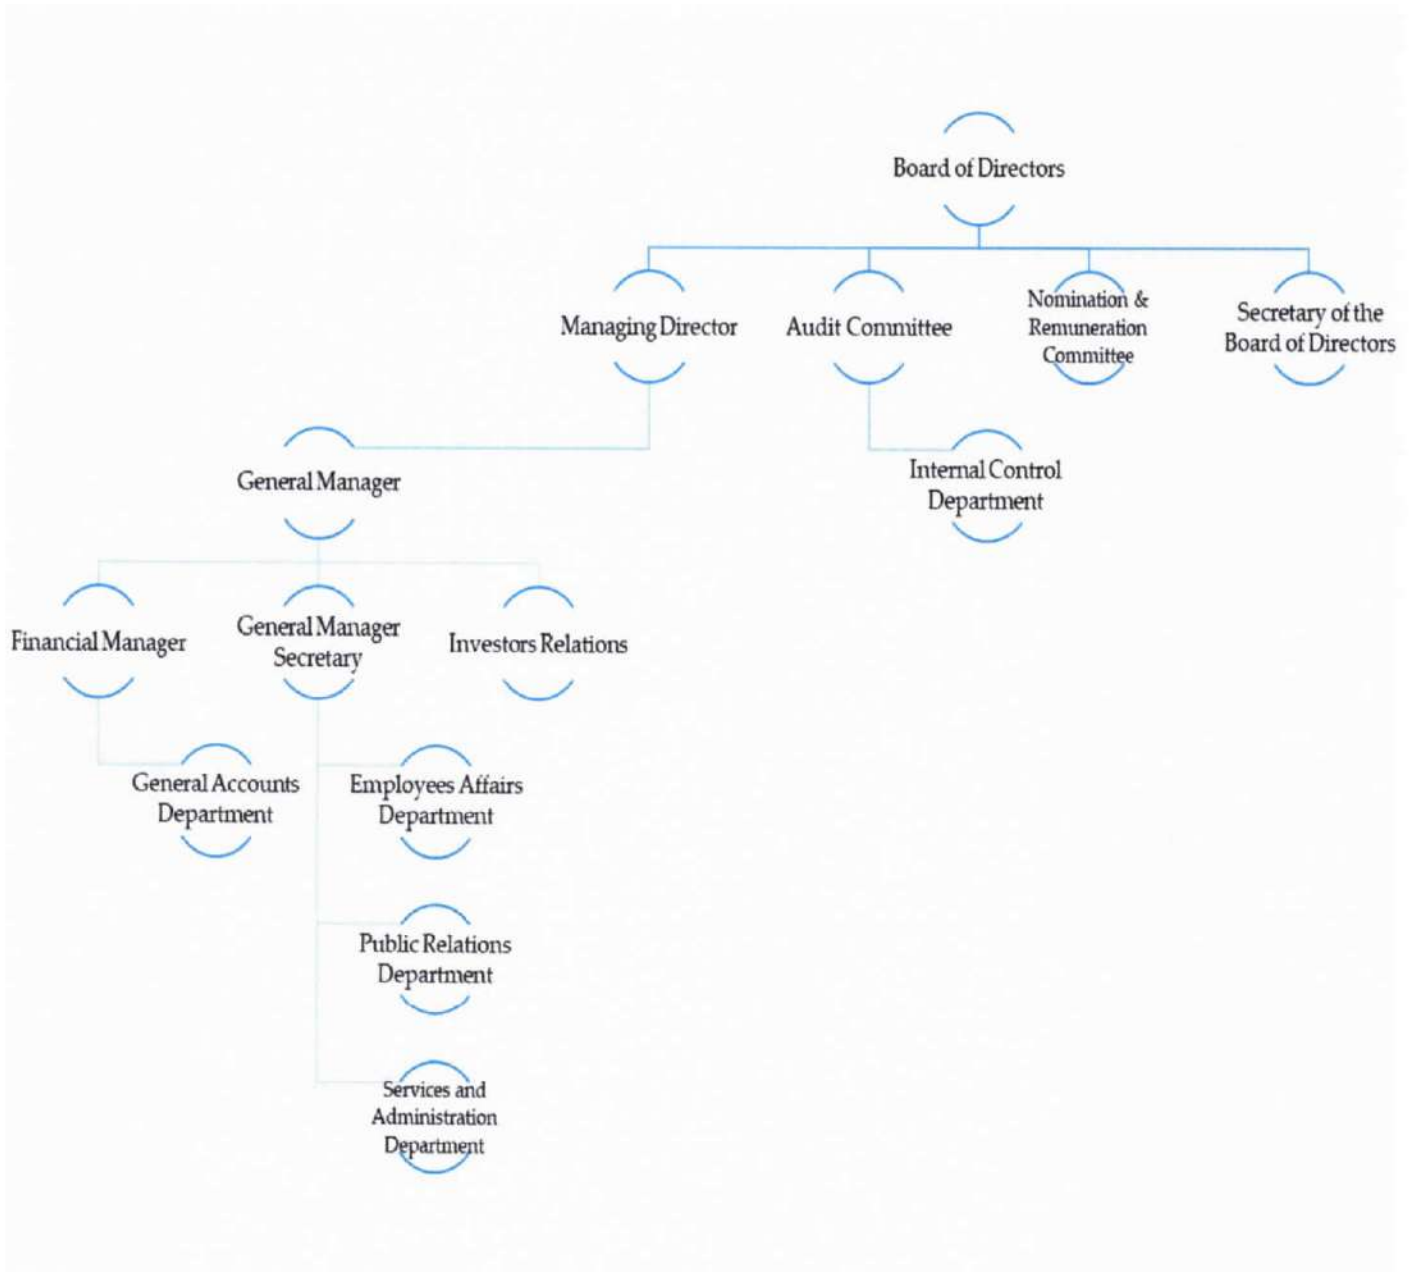 Board of Directors
Managing Director
Audit Committee
Nomination &
Remuneration
Committee
Secretary of the
Board of Directors
General Manager
Internal Control
Department
Financial Manager
General Manager
Secretary
Investors Relations
General Accounts
Department
Employees Affairs
Department
Public Relations
Department
Services and
Administration
Department